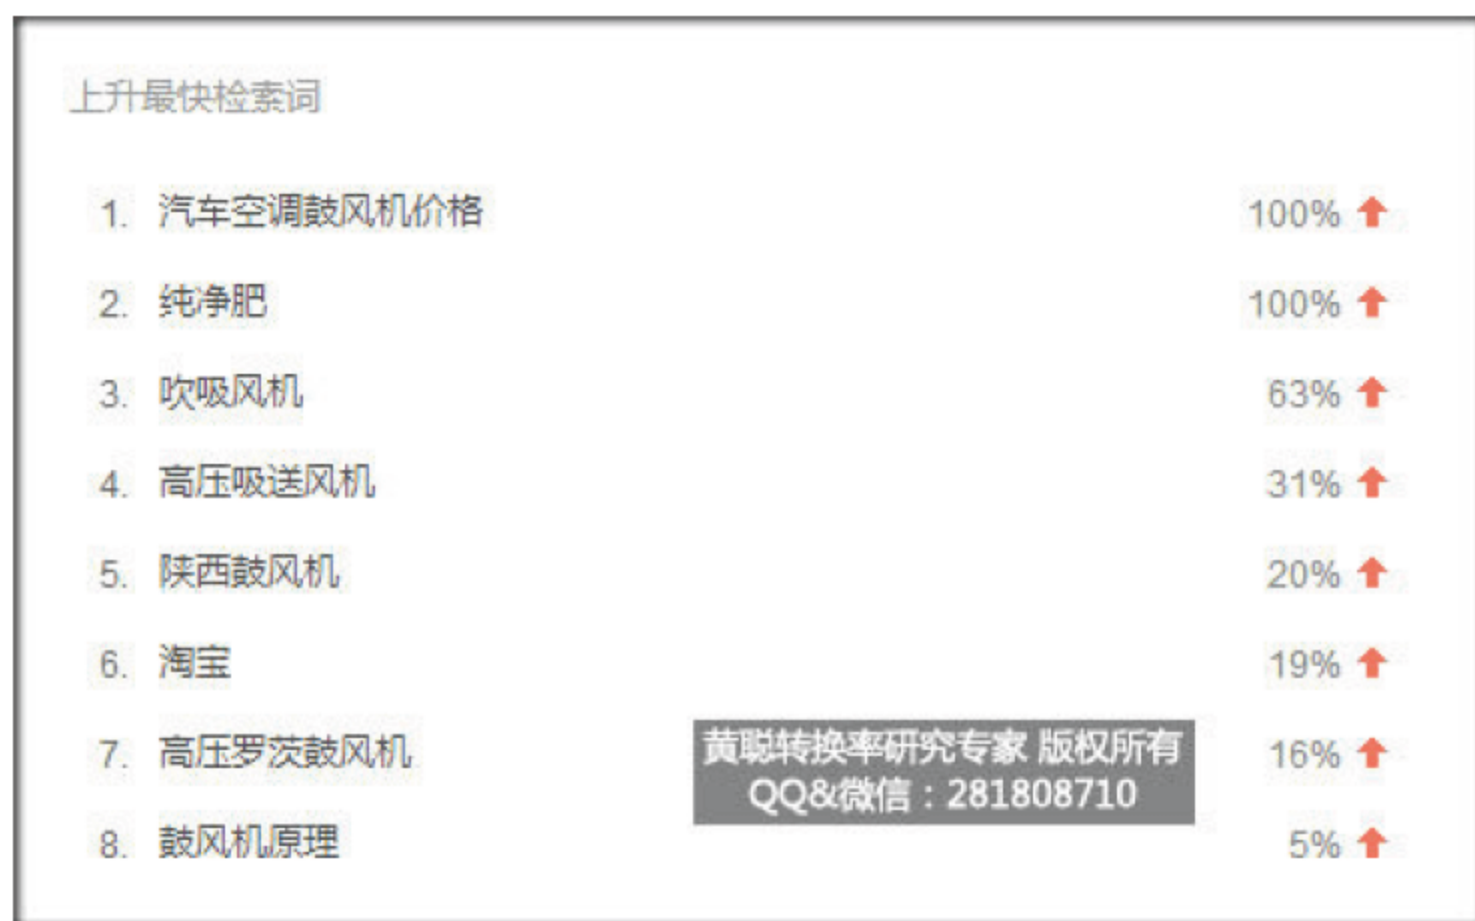 上升最快检索词
1. 汽车空调鼓风机价格 100%
2. 纯净肥 100%
3. 吹吸风机 63%
4. 高压吸送风机 31%
5. 陕西鼓风机 20%
6. 淘宝 19%
7. 高压罗茨鼓风机 16%
黄聪转换率研究专家 版权所有
QQ&微信：281808710
8. 鼓风机原理 5%